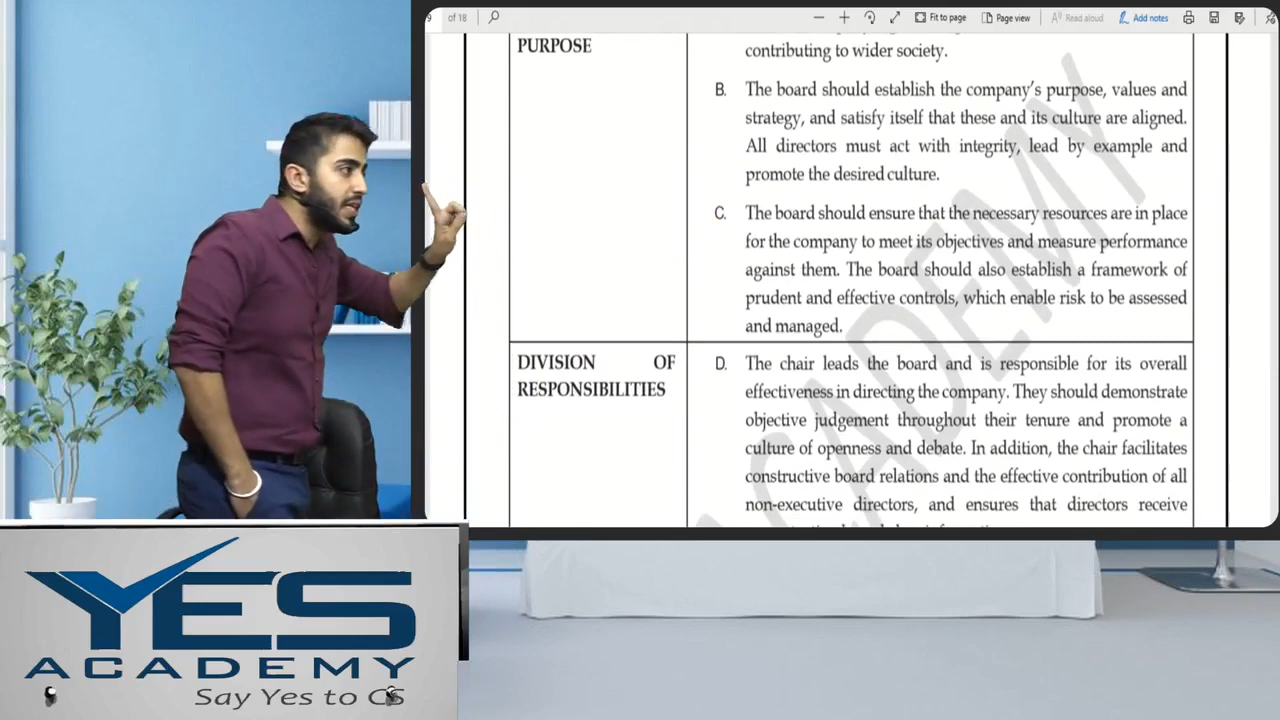 9 of 18
Fit to page
Page view
Read aloud
Add notes
PURPOSE
contributing to wider society.
B. The board should establish the company's purpose, values and
strategy, and satisfy itself that these and its culture are aligned.
All directors must act with integrity, lead by example and
promote the desired culture.
C. The board should ensure that the necessary resources are in place
for the company to meet its objectives and measure performance
against them. The board should also establish a framework of
prudent and effective controls, which enable risk to be assessed
and managed.
DIVISION OF
RESPONSIBILITIES
D. The chair leads the board and is responsible for its overall
effectiveness in directing the company. They should demonstrate
objective judgement throughout their tenure and promote a
culture of openness and debate. In addition, the chair facilitates
constructive board relations and the effective contribution of all
non-executive directors, and ensures that directors receive
ACADEMY
YES
ACADEMY
Say Yes to CS